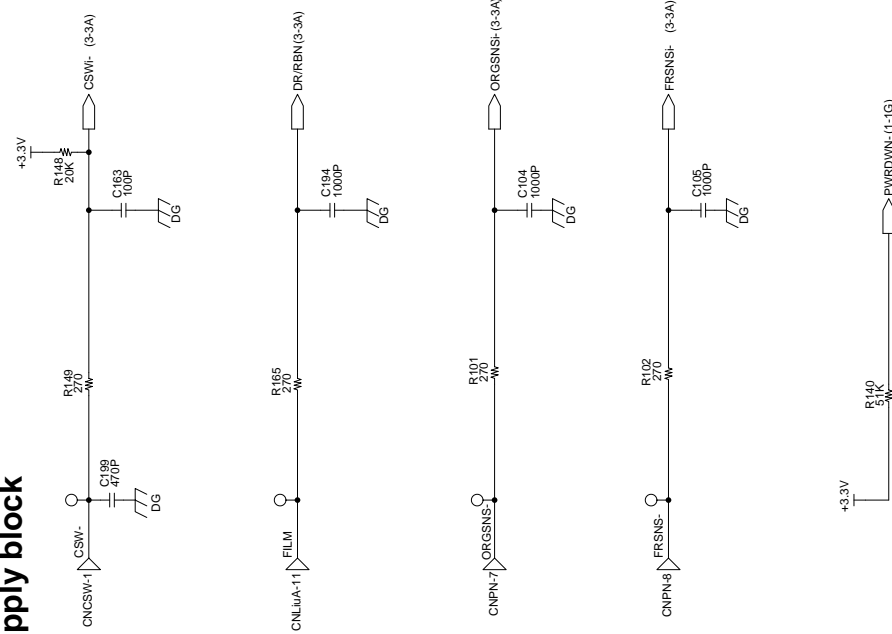 pply block
CNCSW-1
CSW-
C199
470P
DG
R149
270
C163
100P
DG
+3.3V
R148
20K
CSWi- (3-3A)
CNLiuA-11
FILM
R165
270
C194
1000P
DG
DR/RBN (3-3A)
CNPN-7
ORGSNS-
R101
270
C104
1000P
DG
ORGSNSi- (3-3A)
CNPN-8
FRSNS-
R102
270
C105
1000P
DG
FRSNSi- (3-3A)
+3.3V
R140
51K
PWRDWN- (1-1G)